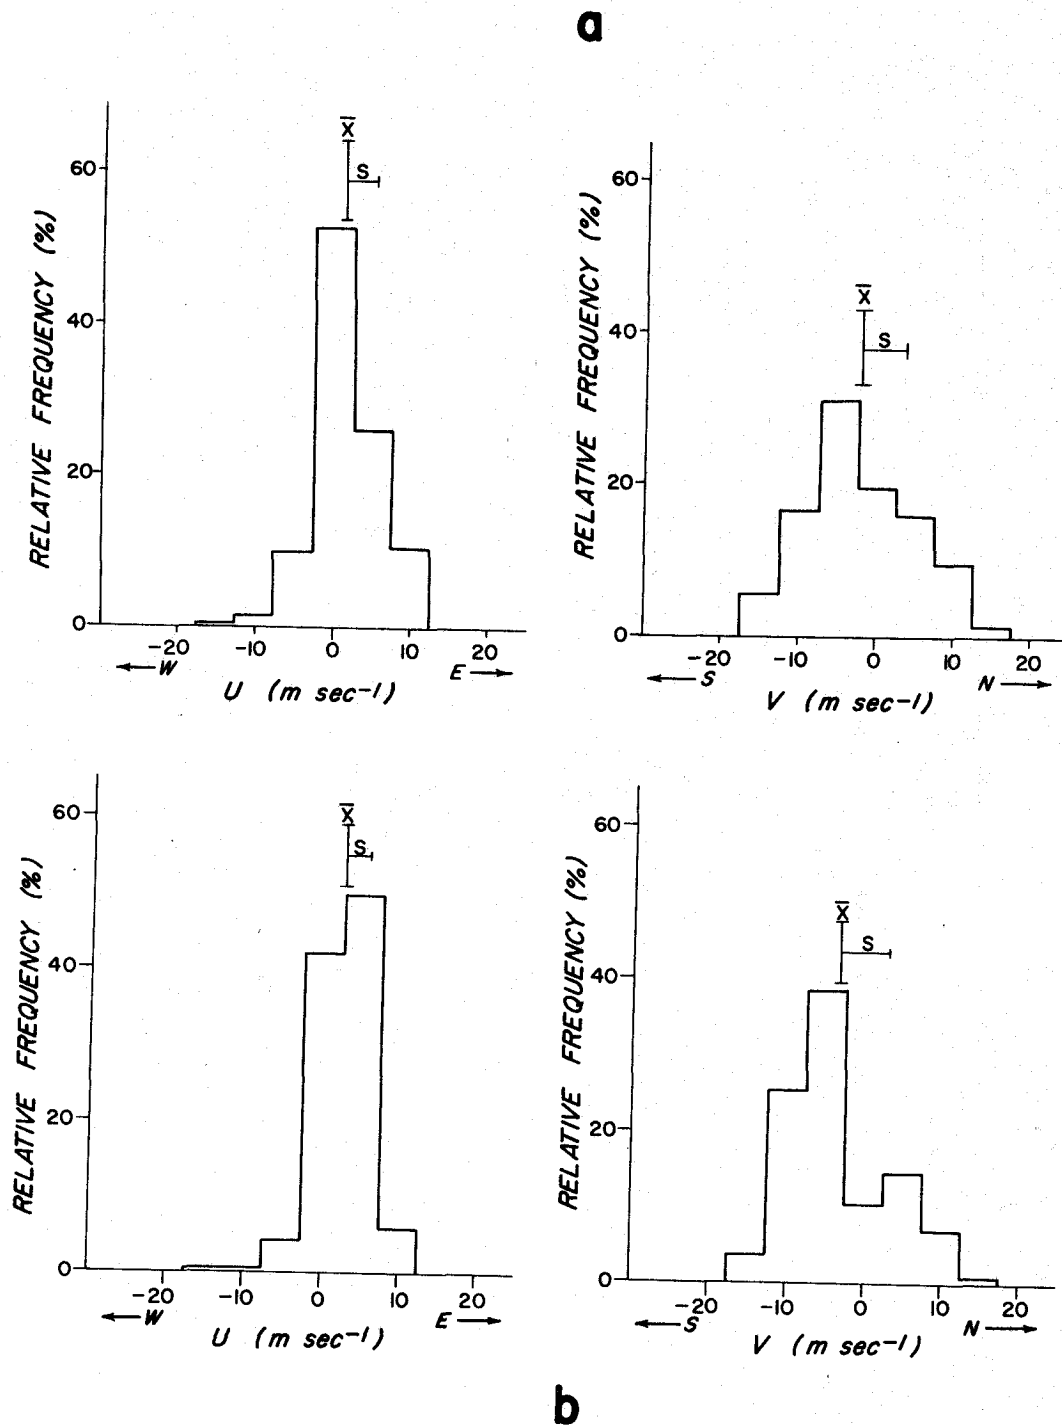 a
RELATIVE FREQUENCY (%)
60
40
20
0
X̄
S
-20 -10 0 10 20
←W E→
U (m sec-1)
RELATIVE FREQUENCY (%)
60
40
20
0
X̄
S
-20 -10 0 10 20
←S N→
V (m sec-1)
RELATIVE FREQUENCY (%)
60
40
20
0
X̄
S
-20 -10 0 10 20
←W E→
U (m sec-1)
RELATIVE FREQUENCY (%)
60
40
20
0
X̄
S
-20 -10 0 10 20
←S N→
V (m sec-1)
b